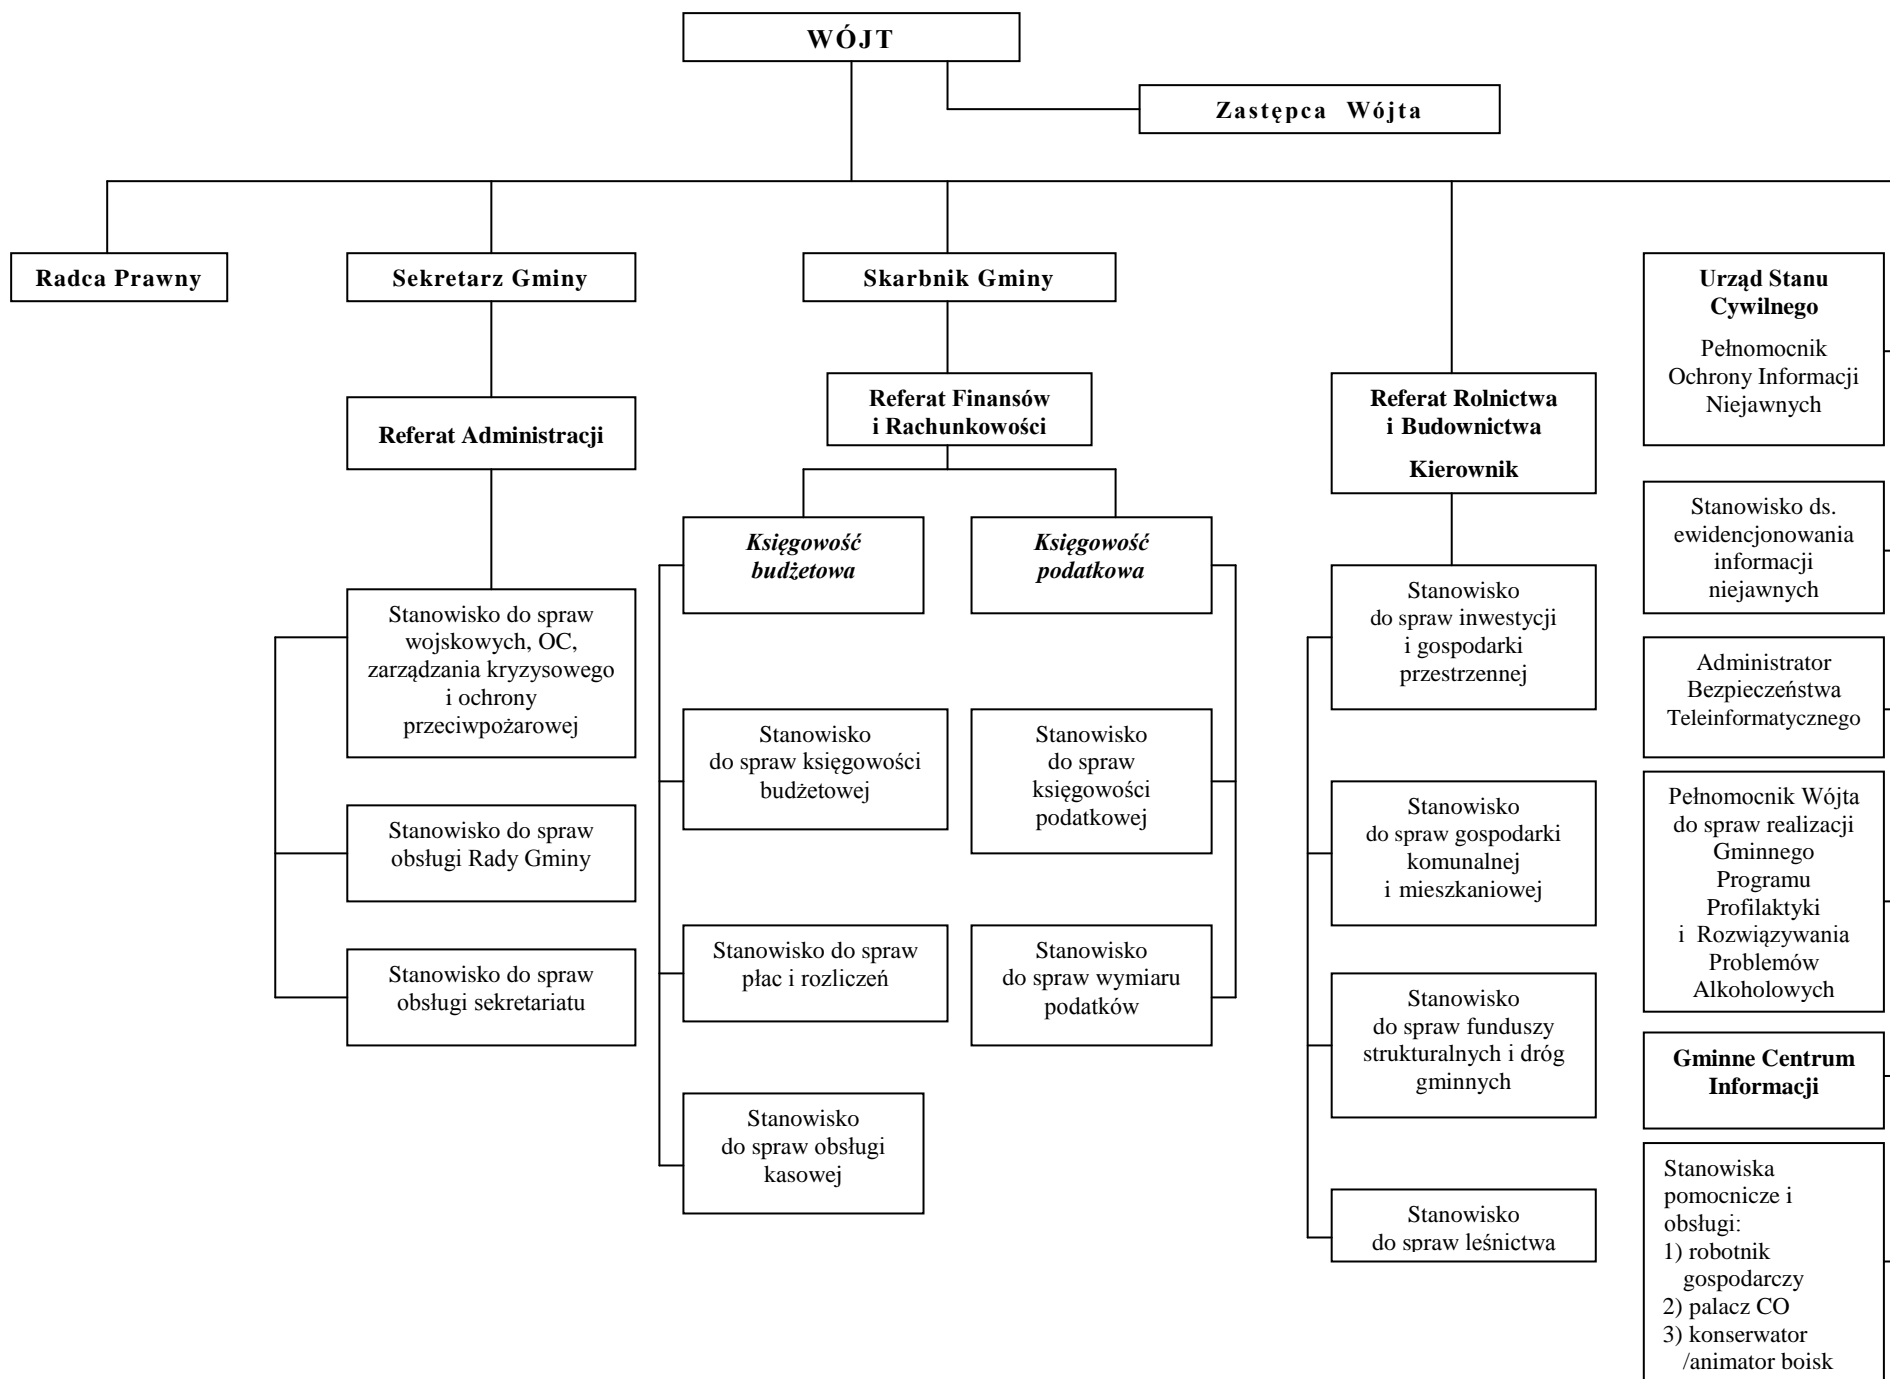 WÓJT
Zastępca Wójta
Radca Prawny
Sekretarz Gminy
Skarbnik Gminy
Urząd Stanu
Cywilnego
Pełnomocnik
Ochrony Informacji
Niejawnych
Referat Administracji
Referat Finansów
i Rachunkowości
Referat Rolnictwa
i Budownictwa
Kierownik
Księgowość
budżetowa
Księgowość
podatkowa
Stanowisko ds.
ewidencjonowania
informacji
niejawnych
Stanowisko do spraw
wojskowych, OC,
zarządzania kryzysowego
i ochrony
przeciwpożarowej
Stanowisko
do spraw inwestycji
i gospodarki
przestrzennej
Administrator
Bezpieczeństwa
Teleinformatycznego
Stanowisko
do spraw księgowości
budżetowej
Stanowisko
do spraw
księgowości
podatkowej
Stanowisko do spraw
obsługi Rady Gminy
Stanowisko
do spraw gospodarki
komunalnej
i mieszkaniowej
Pełnomocnik Wójta
do spraw realizacji
Gminnego
Programu
Profilaktyki
i Rozwiązywania
Problemów
Alkoholowych
Stanowisko do spraw
obsługi sekretariatu
Stanowisko do spraw
płac i rozliczeń
Stanowisko
do spraw wymiaru
podatków
Stanowisko
do spraw funduszy
strukturalnych i dróg
gminnych
Gminne Centrum
Informacji
Stanowisko
do spraw obsługi
kasowej
Stanowisko
do spraw leśnictwa
Stanowiska
pomocnicze i
obsługi:
1) robotnik
gospodarczy
2) palacz CO
3) konserwator
/animator boisk